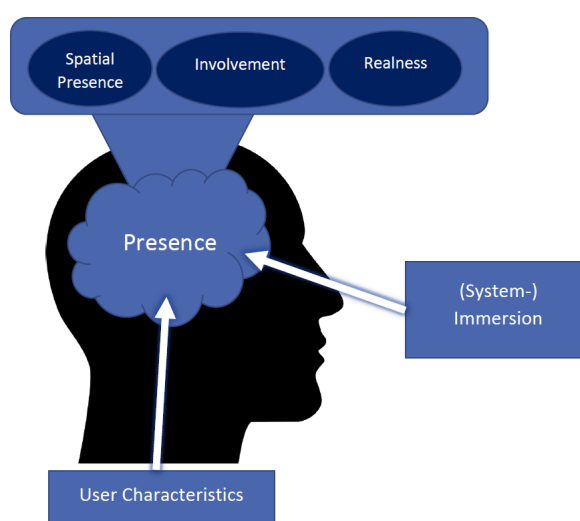 Spatial
Presence
Involvement
Realness
Presence
(System-)
Immersion
User Characteristics